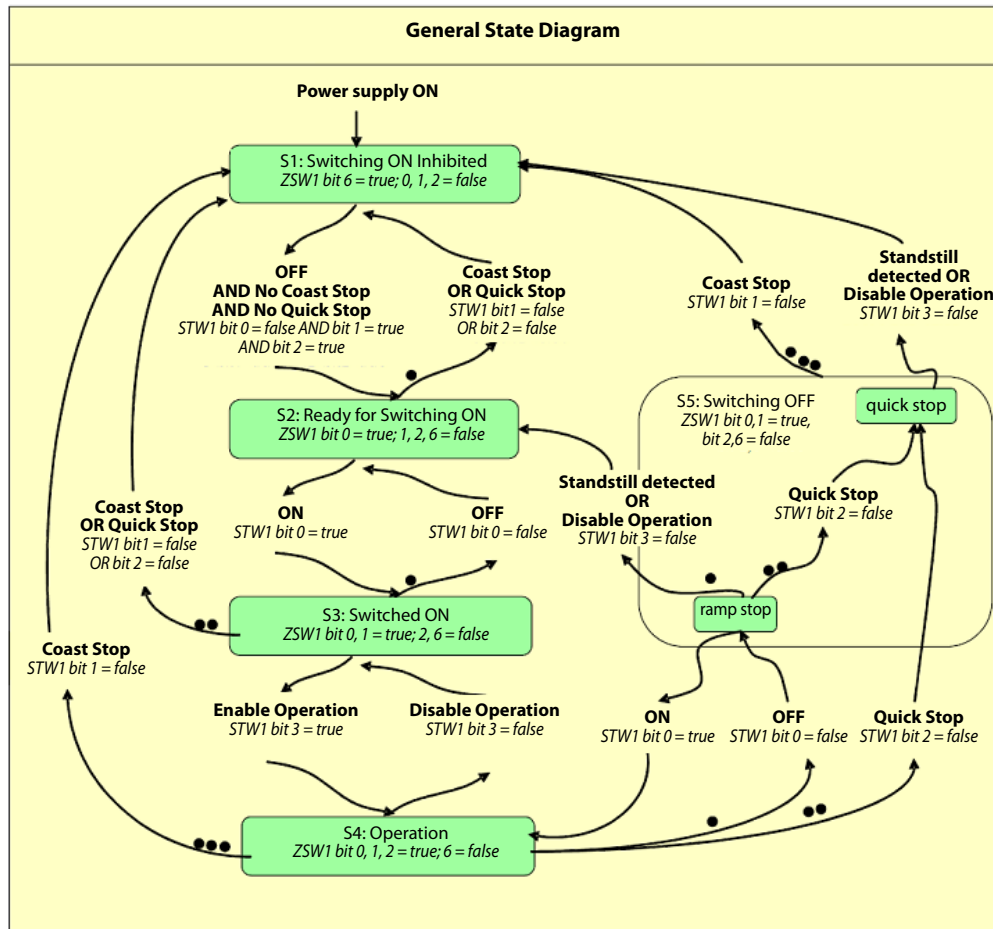 General State Diagram
Power supply ON
S1: Switching ON Inhibited
ZSW1 bit 6 = true; 0, 1, 2 = false
OFF
AND No Coast Stop
AND No Quick Stop
STW1 bit 0 = false AND bit 1 = true
AND bit 2 = true
Coast Stop
OR Quick Stop
STW1 bit1 = false
OR bit 2 = false
Coast Stop
STW1 bit 1 = false
Standstill
detected OR
Disable Operation
STW1 bit 3 = false
S2: Ready for Switching ON
ZSW1 bit 0 = true; 1, 2, 6 = false
S5: Switching OFF
ZSW1 bit 0,1 = true,
bit 2,6 = false
quick stop
Coast Stop
OR Quick Stop
STW1 bit1 = false
OR bit 2 = false
ON
STW1 bit 0 = true
OFF
STW1 bit 0 = false
Standstill detected
OR
Disable Operation
STW1 bit 3 = false
Quick Stop
STW1 bit 2 = false
S3: Switched ON
ZSW1 bit 0, 1 = true; 2, 6 = false
ramp stop
Coast Stop
STW1 bit 1 = false
Enable Operation
STW1 bit 3 = true
Disable Operation
STW1 bit 3 = false
ON
STW1 bit 0 = true
OFF
STW1 bit 0 = false
Quick Stop
STW1 bit 2 = false
S4: Operation
ZSW1 bit 0, 1, 2 = true; 6 = false